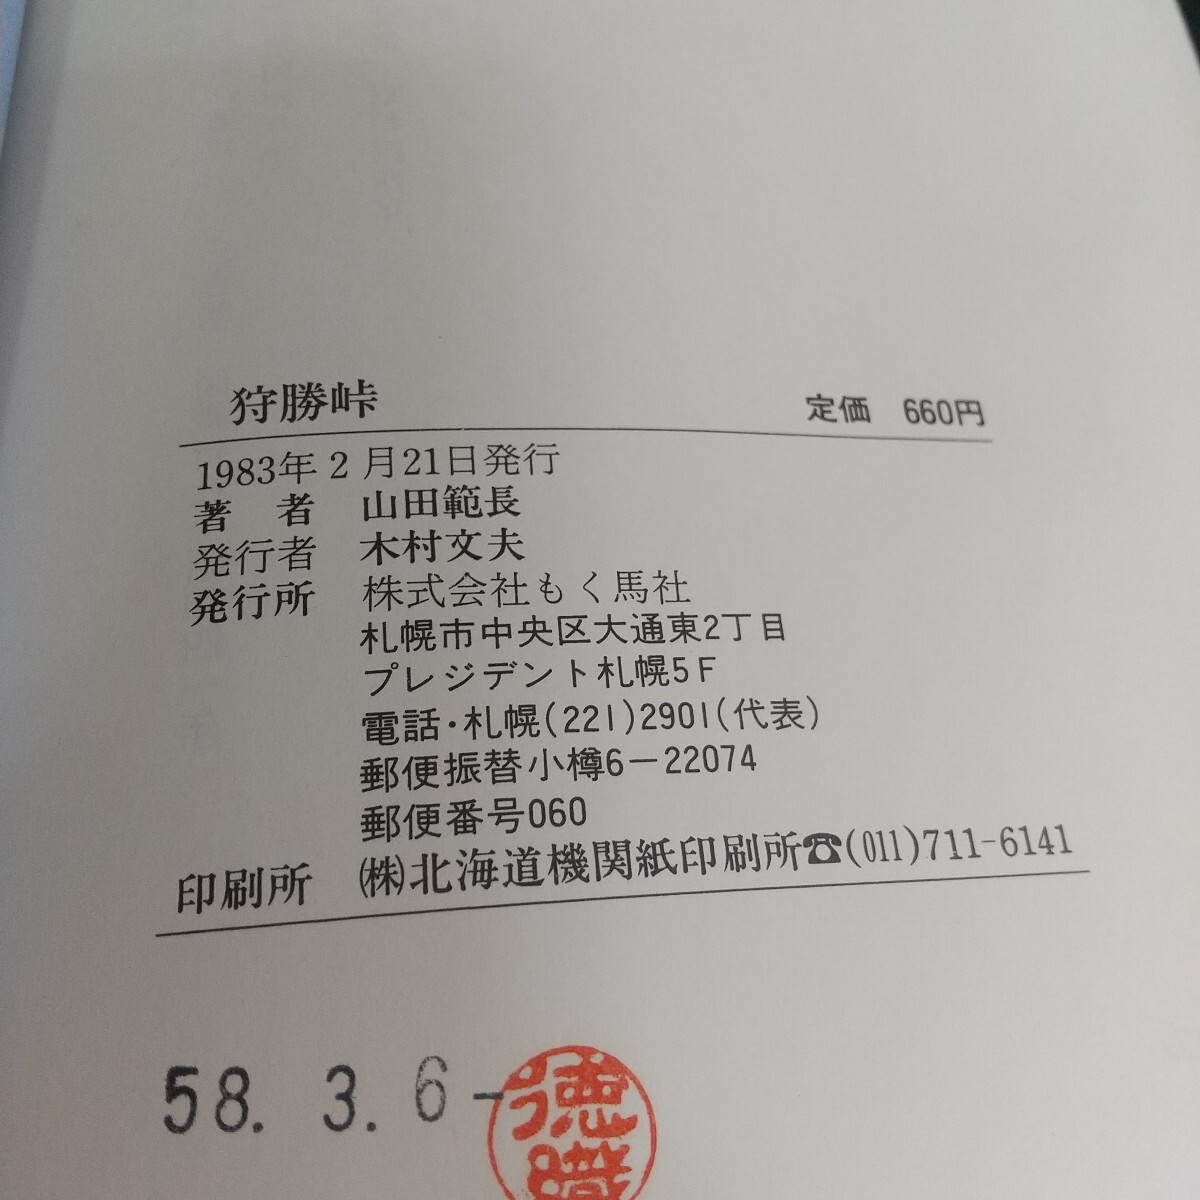 狩勝峠　定価　660円
1983年2月21日発行
著　者　山田範長
発行者　木村文夫
発行所　株式会社もく馬社
札幌市中央区大通東2丁目
プレジデント札幌5F
電話・札幌(221)2901(代表)
郵便振替小樽6－22074
郵便番号060
印刷所　㈱北海道機関紙印刷所☎(011)711-6141
58. 3. 6 -
徳